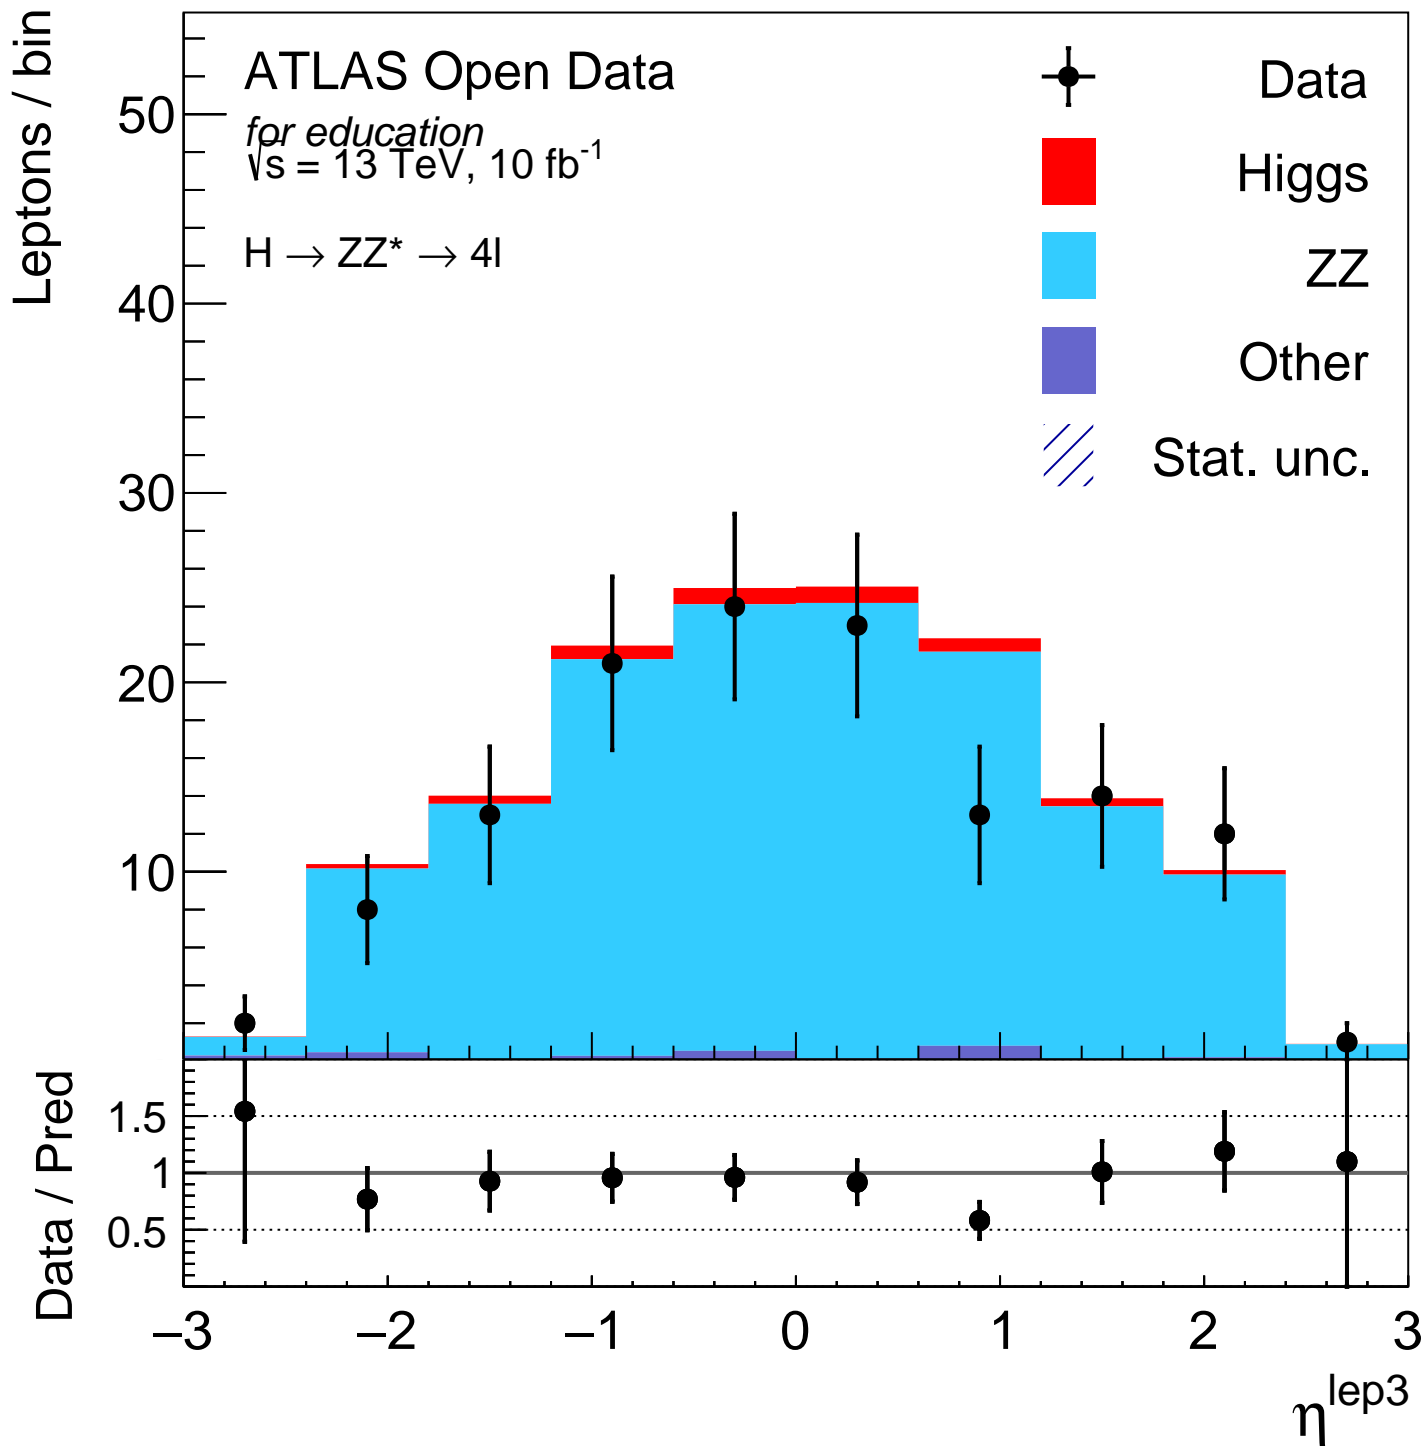 Leptons / bin
50
40
30
20
10
ATLAS Open Data
for education
√s = 13 TeV, 10 fb⁻¹
H → ZZ* → 4l
Data
Higgs
ZZ
Other
Stat. unc.
Data / Pred
1.5
1
0.5
−3 −2 −1 0 1 2 3
η^lep3